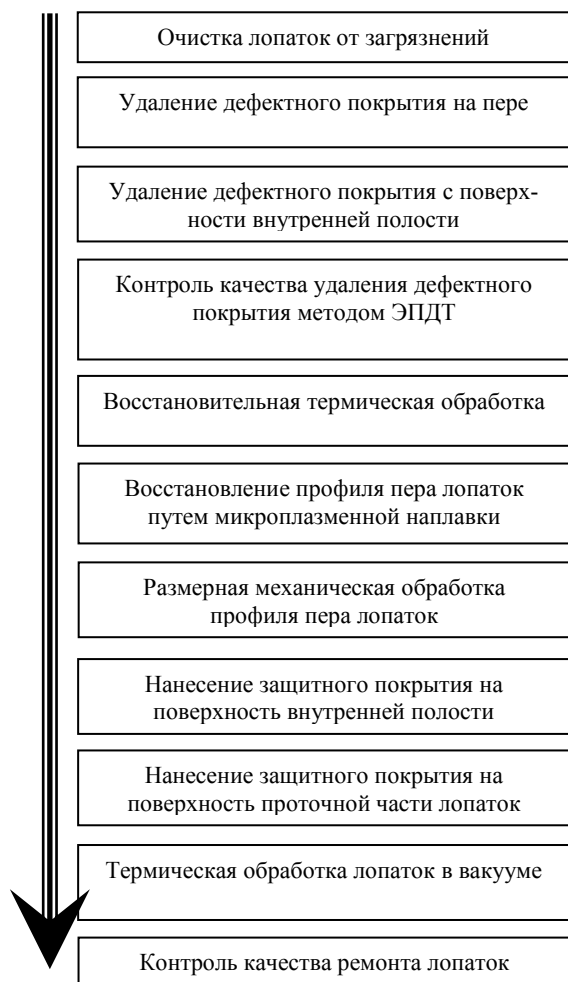 Очистка лопаток от загрязнений
Удаление дефектного покрытия на пере
Удаление дефектного покрытия с поверх-
ности внутренней полости
Контроль качества удаления дефектного
покрытия методом ЭПДТ
Восстановительная термическая обработка
Восстановление профиля пера лопаток
путем микроплазменной наплавки
Размерная механическая обработка
профиля пера лопаток
Нанесение защитного покрытия на
поверхность внутренней полости
Нанесение защитного покрытия на
поверхность проточной части лопаток
Термическая обработка лопаток в вакууме
Контроль качества ремонта лопаток